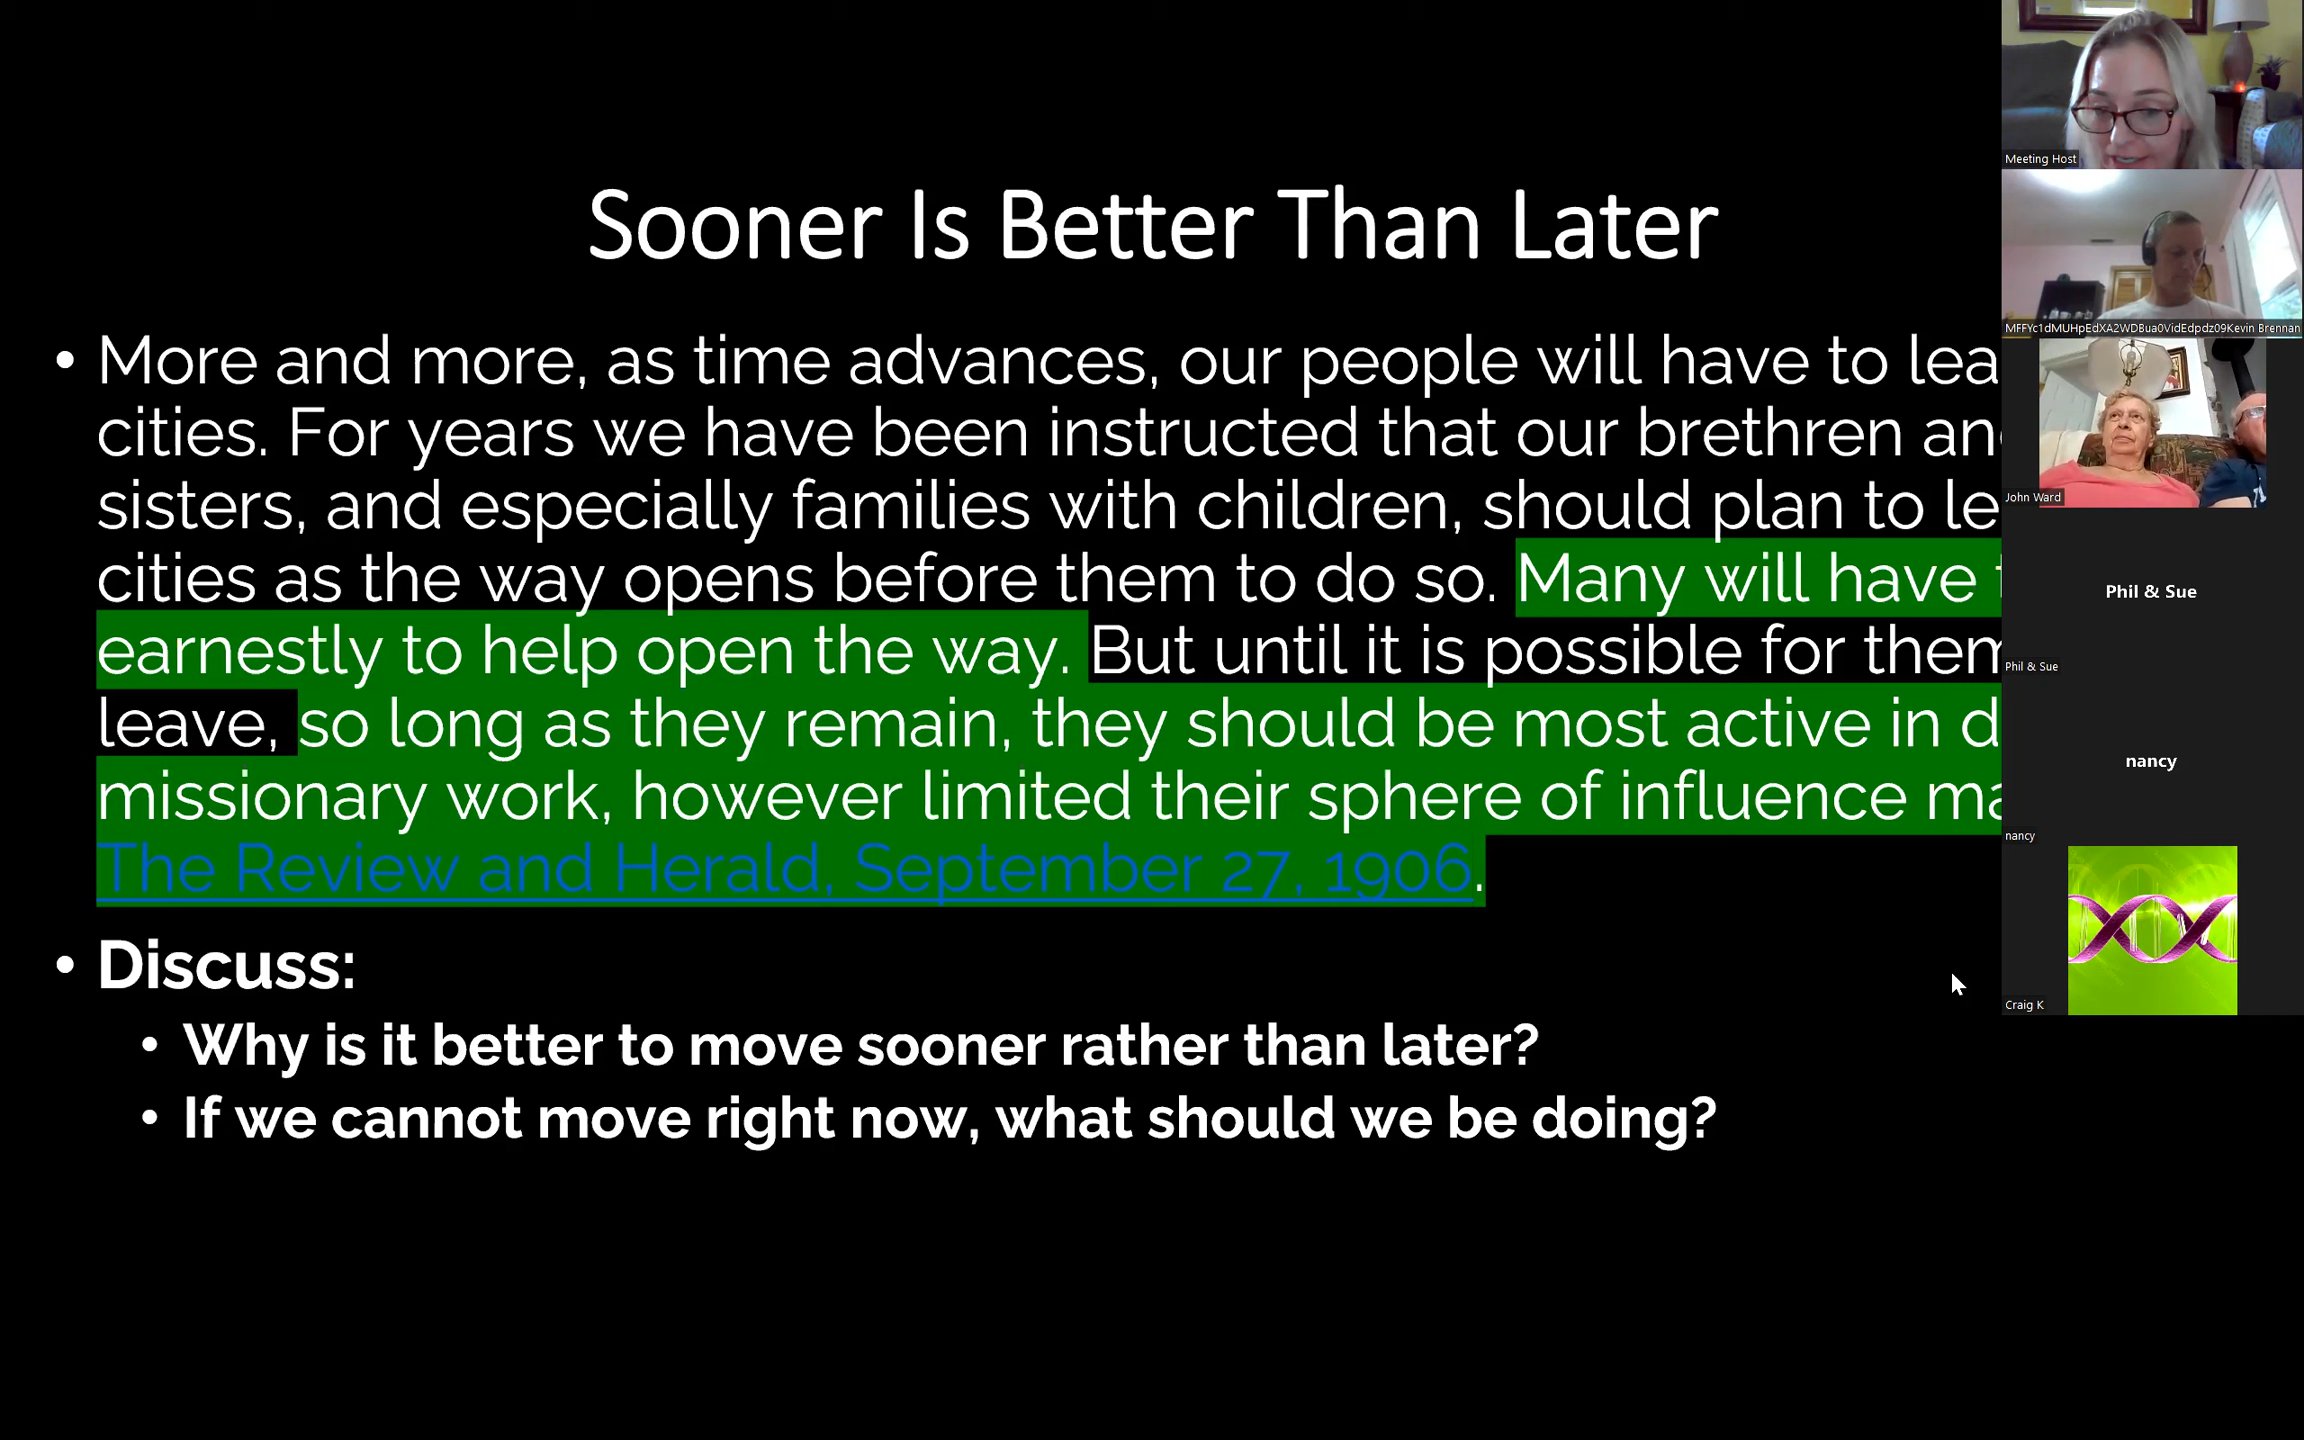 Sooner Is Better Than Later
• More and more, as time advances, our people will have to lea
cities. For years we have been instructed that our brethren an
sisters, and especially families with children, should plan to le
cities as the way opens before them to do so. Many will have
earnestly to help open the way. But until it is possible for them
leave, so long as they remain, they should be most active in d
missionary work, however limited their sphere of influence ma
The Review and Herald, September 27, 1906.
• Discuss:
• Why is it better to move sooner rather than later?
• If we cannot move right now, what should we be doing?
Meeting Host
MFFYc1dMUHpEdXA2WDBua0VidEdpdz09Kevin Brennan
John Ward
Phil & Sue
Phil & Sue
nancy
nancy
Craig K